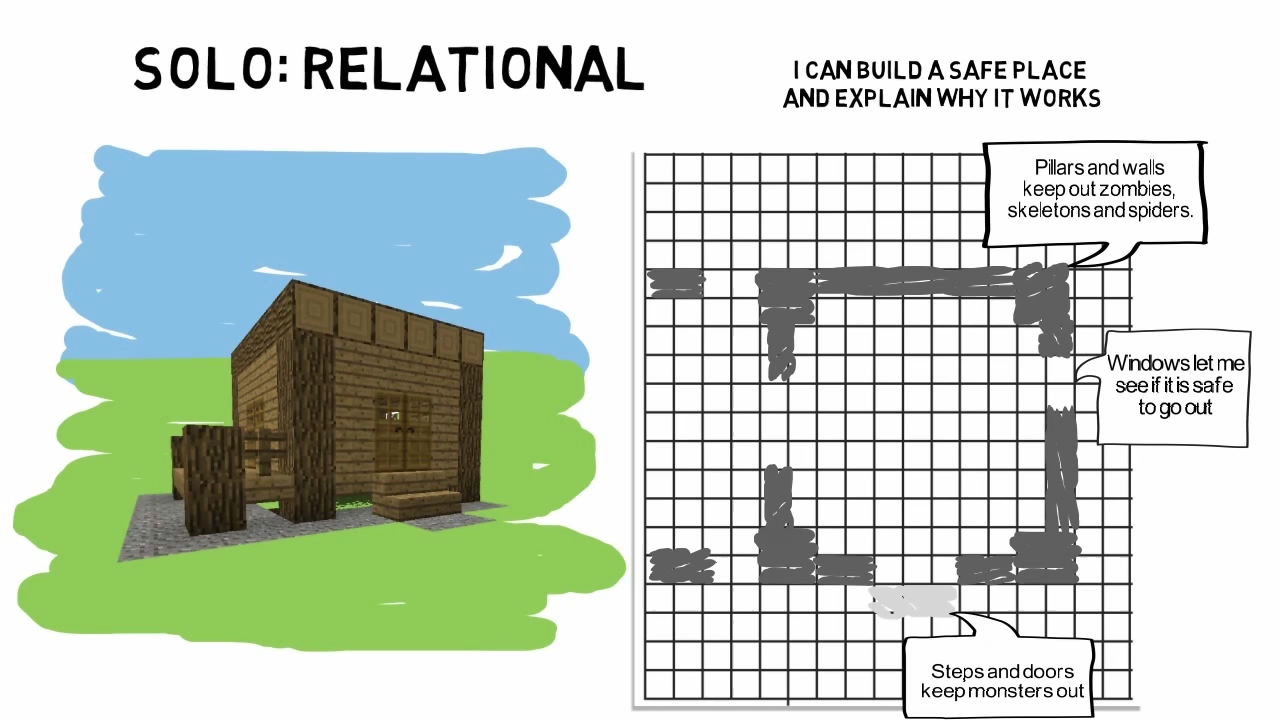 SOLO: RELATIONAL
I CAN BUILD A SAFE PLACE
AND EXPLAIN WHY IT WORKS
Pillars and walls
keep out zombies,
skeletons and spiders.
Windows let me
see if it is safe
to go out
Steps and doors
keep monsters out